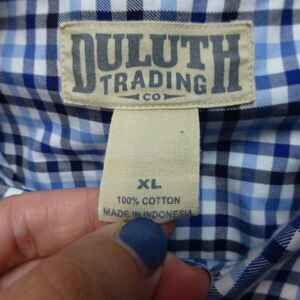 DULUTH
TRADING
CO
XL
100% COTTON
MADE IN INDONESIA